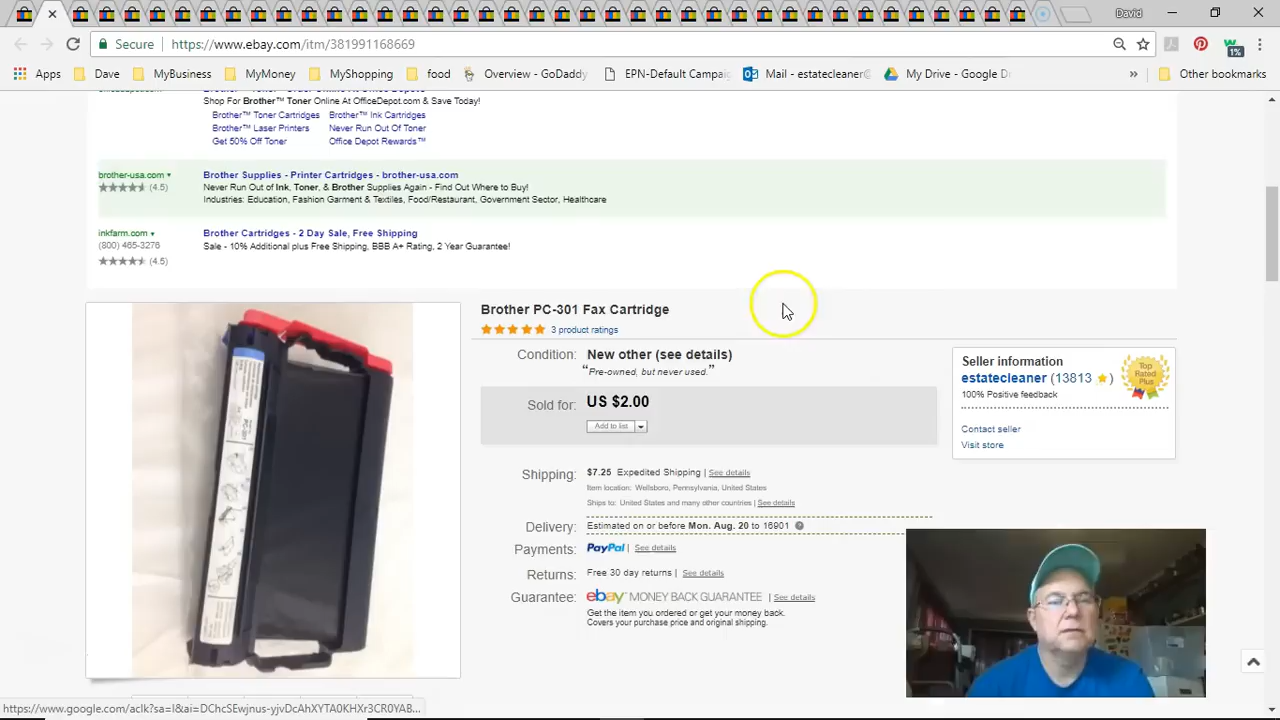 David
Secure https://www.ebay.com/itm/381991168669
1%
Apps Dave MyBusiness MyMoney MyShopping food Overview - GoDaddy EPN-Default Campai Mail - estatecleaner@ My Drive - Google Dr » Other bookmarks
Shop For Brother™ Toner Online At OfficeDepot.com & Save Today!
Brother™ Toner Cartridges Brother™ Ink Cartridges
Brother™ Laser Printers Never Run Out Of Toner
Get 50% Off Toner Office Depot Rewards™
brother-usa.com Brother Supplies - Printer Cartridges - brother-usa.com
(4.5) Never Run Out of Ink, Toner, & Brother Supplies Again - Find Out Where to Buy!
Industries: Education, Fashion Garment & Textiles, Food/Restaurant, Government Sector, Healthcare
inkfarm.com Brother Cartridges - 2 Day Sale, Free Shipping
(800) 465-3276 Sale - 10% Additional plus Free Shipping, BBB A+ Rating, 2 Year Guarantee!
(4.5)
Brother PC-301 Fax Cartridge
3 product ratings
Condition: New other (see details)
"Pre-owned, but never used."
Sold for: US $2.00
Add to list
Shipping: $7.25 Expedited Shipping | See details
Item location: Wellsboro, Pennsylvania, United States
Ships to: United States and many other countries | See details
Delivery: Estimated on or before Mon. Aug. 20 to 16901
Payments: PayPal | See details
Returns: Free 30 day returns | See details
Guarantee: ebay MONEY BACK GUARANTEE | See details
Get the item you ordered or get your money back.
Covers your purchase price and original shipping.
Seller information
estatecleaner (13813 )
100% Positive feedback
Top Rated Plus
Contact seller
Visit store
https://www.google.com/aclk?sa=l&ai=DChcSEwjnus-yjvDcAhXYTA0KHXr3CR0YAB...